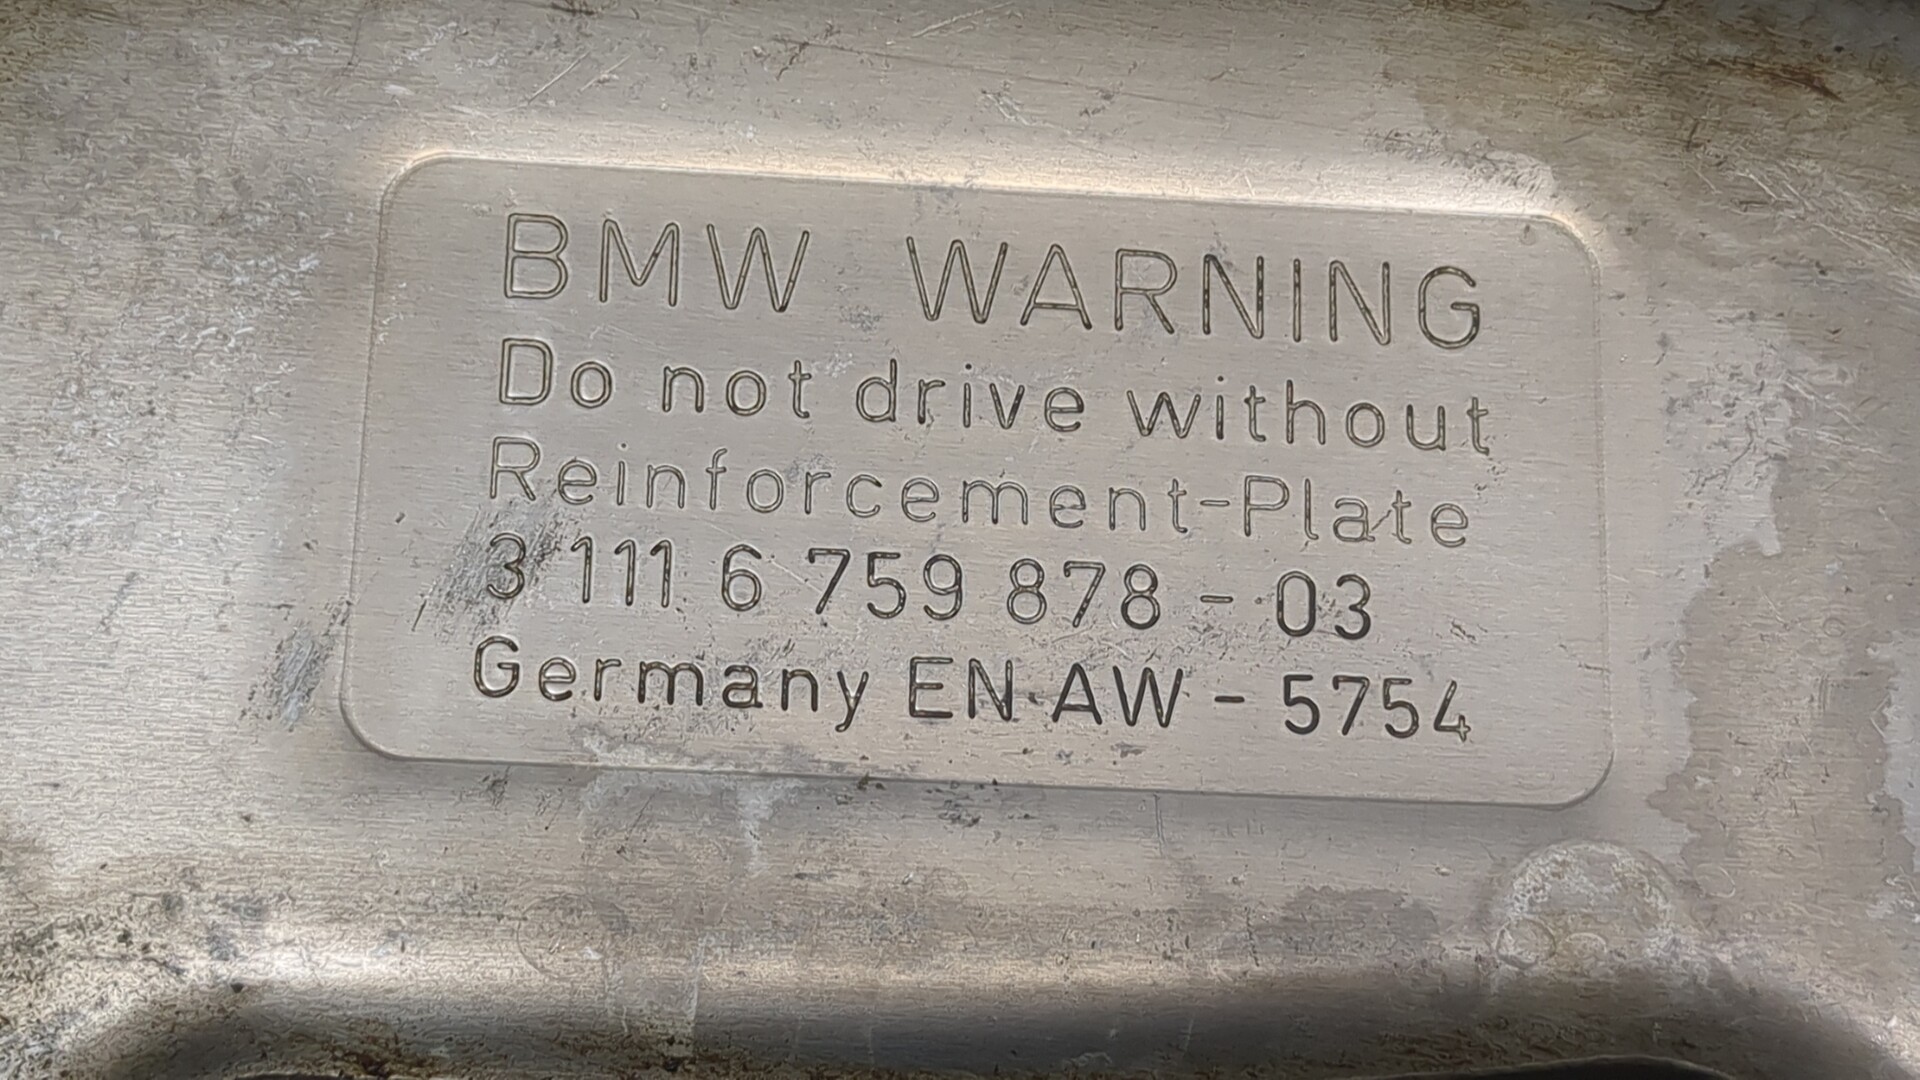 BMW WARNING
Do not drive without
Reinforcement-Plate
3 111 6 759 878 - 03
Germany EN AW - 5754